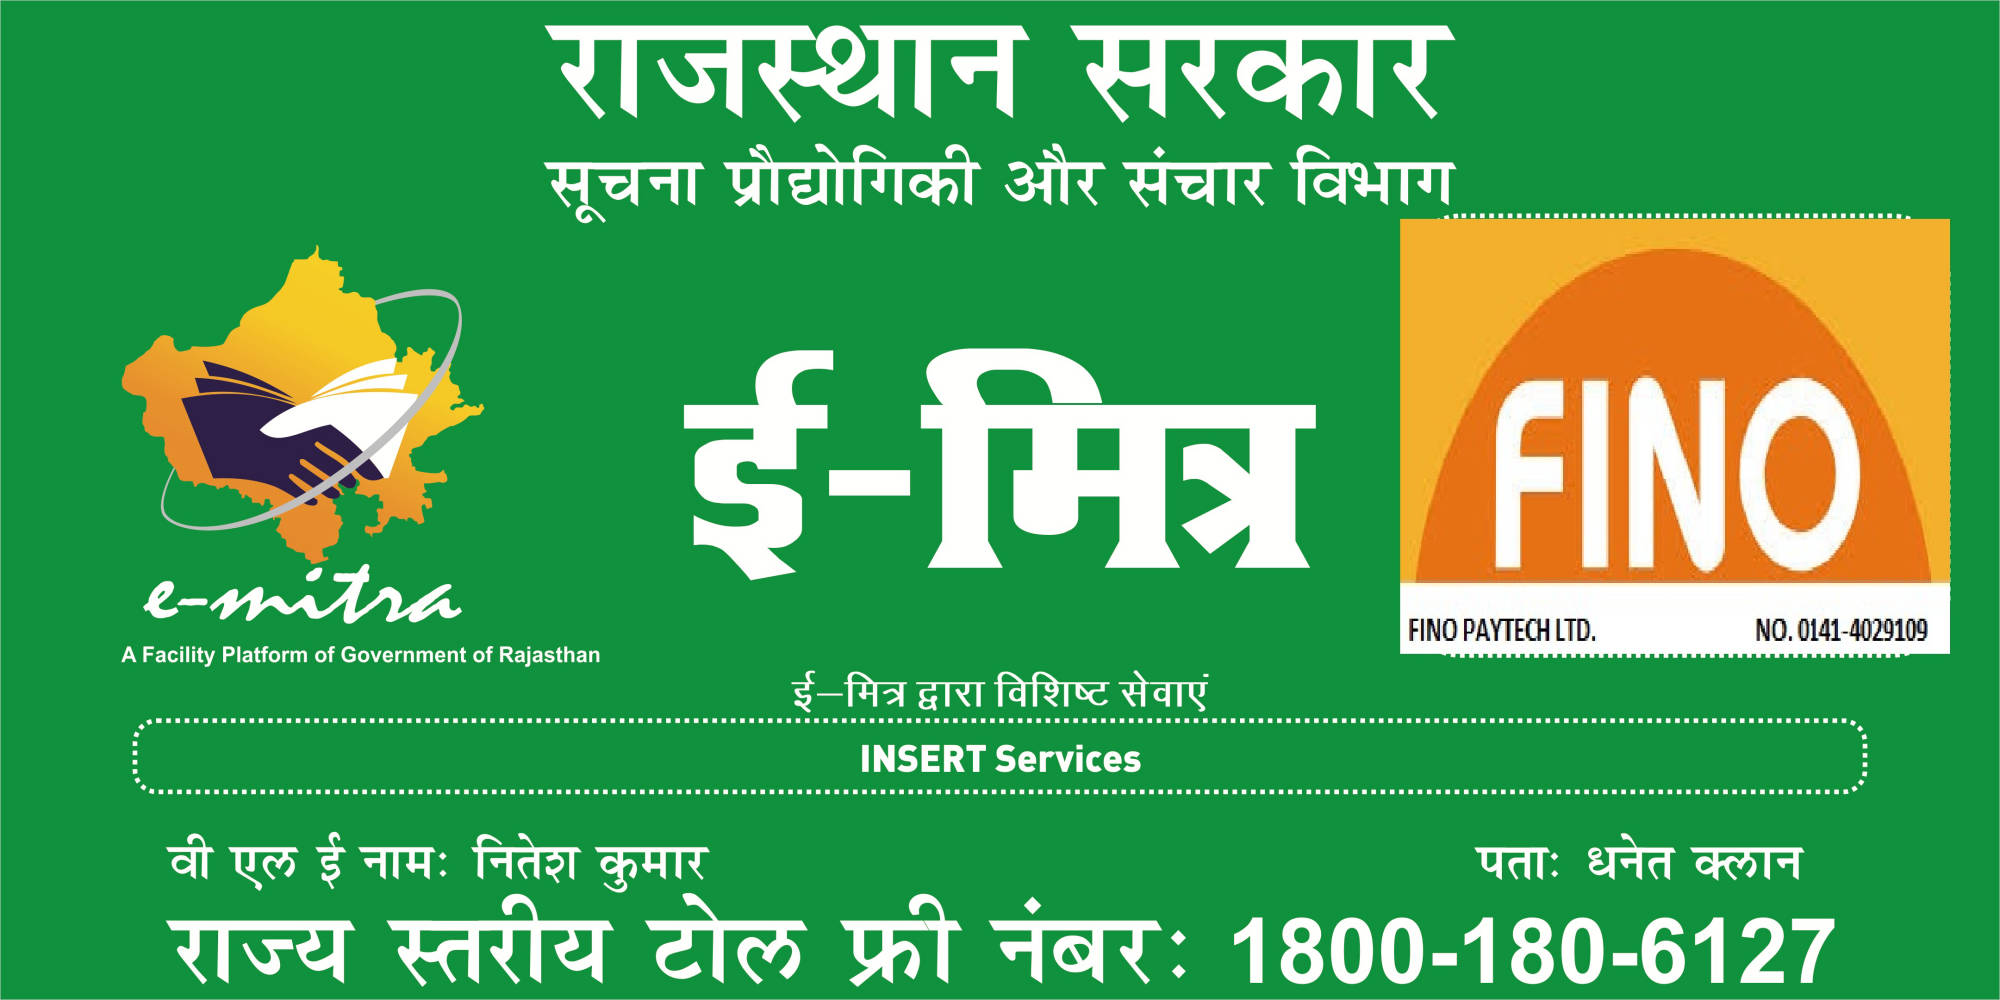 राजस्थान सरकार
सूचना प्रौद्योगिकी और संचार विभाग
ई-मित्र
e-mitra
A Facility Platform of Government of Rajasthan
FINO
FINO PAYTECH LTD. NO. 0141-4029109
ई–मित्र द्वारा विशिष्ट सेवाएं
INSERT Services
वी एल ई नामः नितेश कुमार पताः धनेत क्लान
राज्य स्तरीय टोल फ्री नंबरः 1800-180-6127